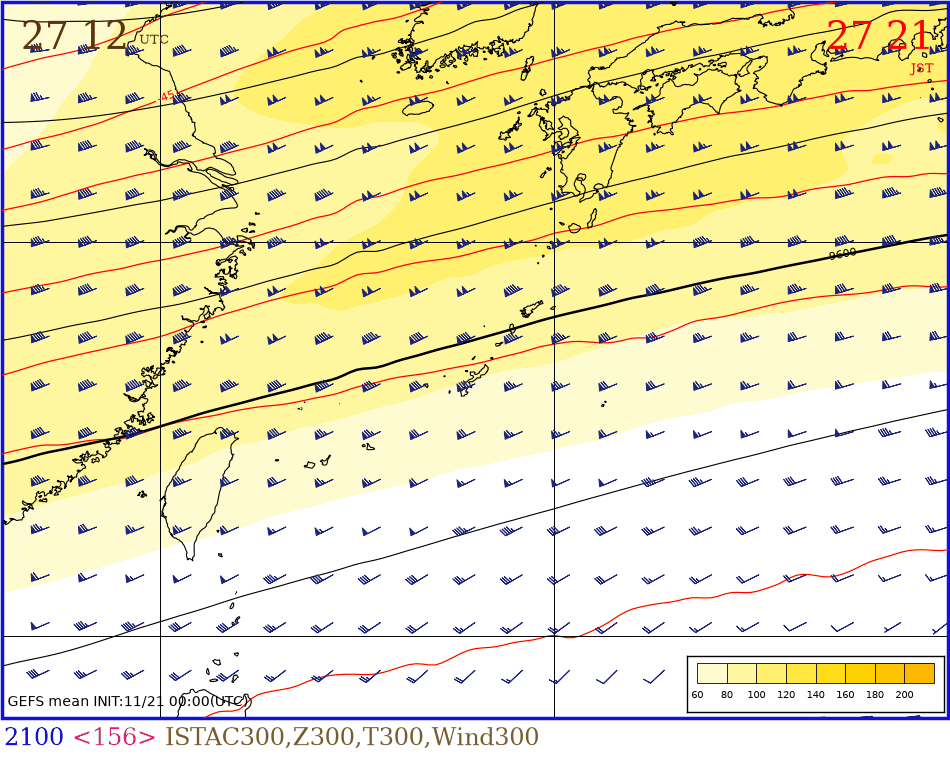 27 12 UTC
27 21
JST
-45
9600
60 80 100 120 140 160 180 200
GEFS mean INIT:11/21 00:00(UTC)
2100 <156> ISTAC300,Z300,T300,Wind300